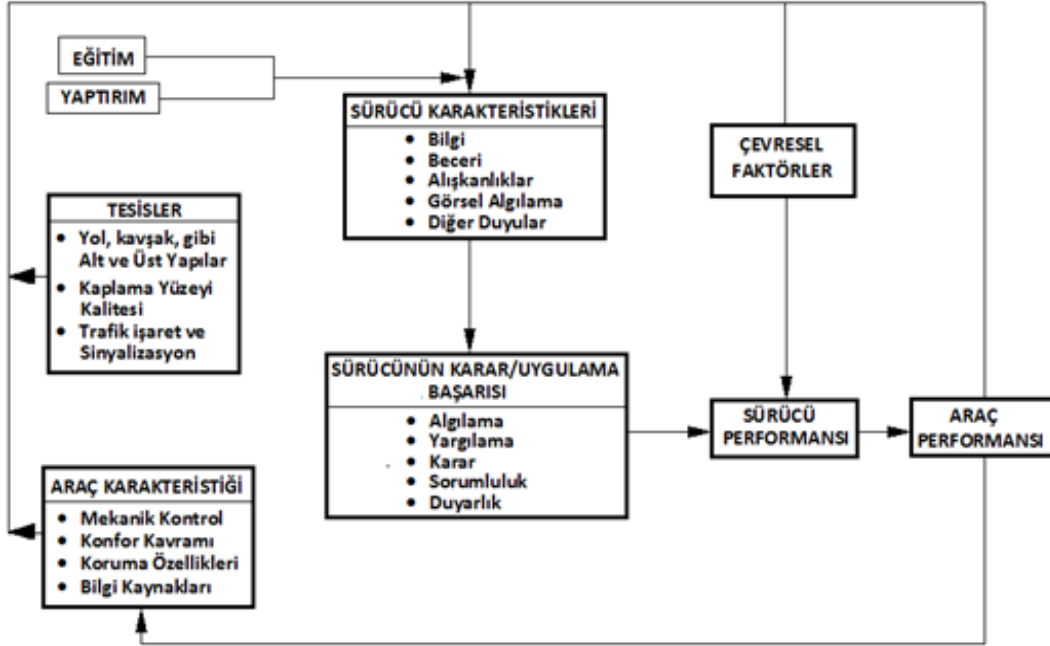 EĞİTİM
YAPTIRIM
SÜRÜCÜ KARAKTERİSTİKLERİ
• Bilgi
• Beceri
• Alışkanlıklar
• Görsel Algılama
• Diğer Duyular
ÇEVRESEL
FAKTÖRLER
TESİSLER
• Yol, kavşak, gibi
Alt ve Üst Yapılar
• Kaplama Yüzeyi
Kalitesi
• Trafik işaret ve
Sinyalizasyon
SÜRÜCÜNÜN KARAR/UYGULAMA
BAŞARISI
• Algılama
• Yargılama
• Karar
• Sorumluluk
• Duyarlık
SÜRÜCÜ
PERFORMANSI
ARAÇ
PERFORMANSI
ARAÇ KARAKTERİSTİĞİ
• Mekanik Kontrol
• Konfor Kavramı
• Koruma Özellikleri
• Bilgi Kaynakları